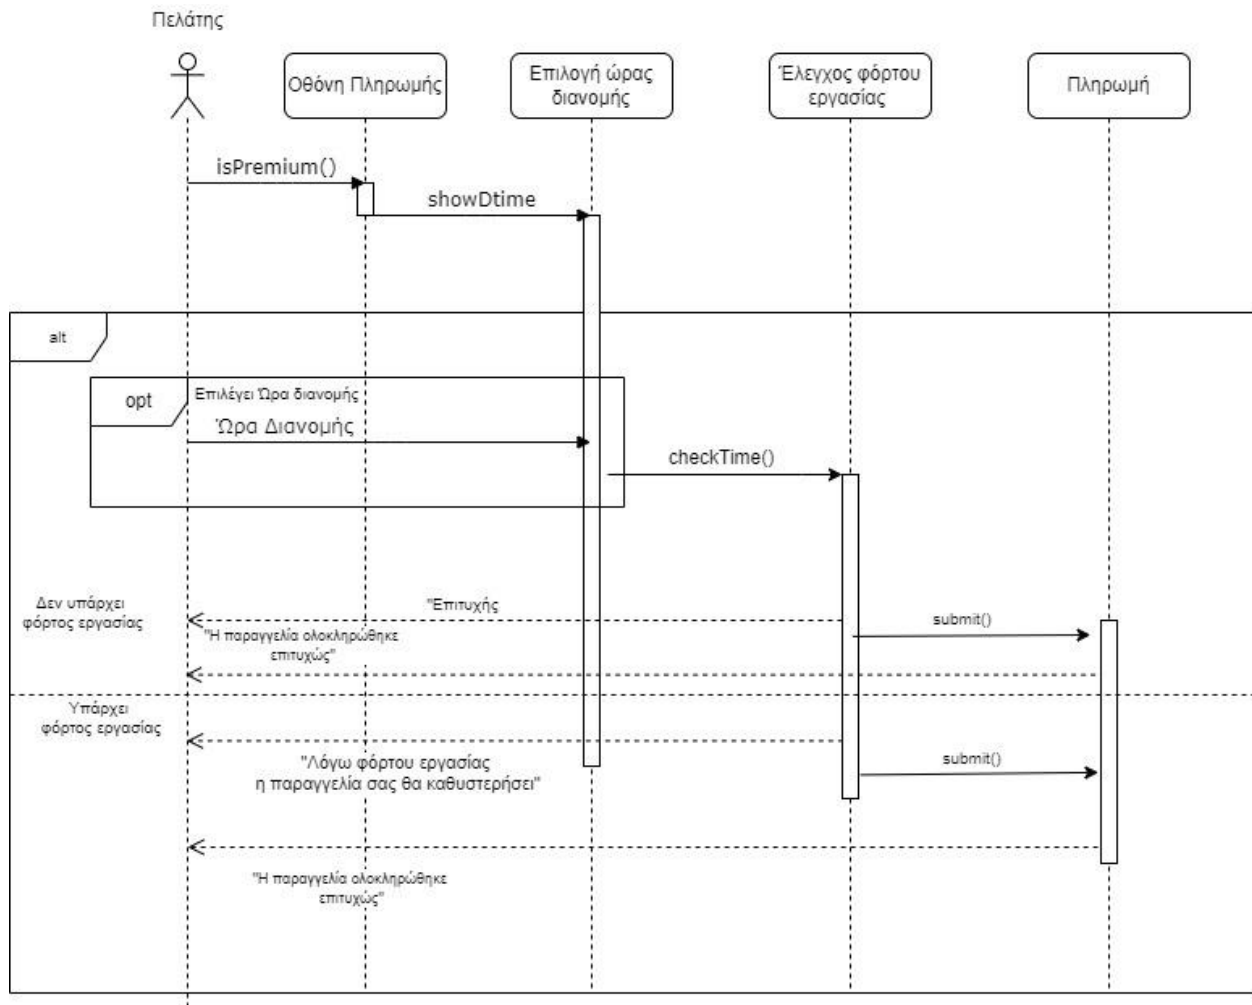 Πελάτης
Οθόνη Πληρωμής
Επιλογή ώρας
διανομής
Έλεγχος φόρτου
εργασίας
Πληρωμή
isPremium()
showDtime
alt
opt
Επιλέγει Ώρα διανομής
Ώρα Διανομής
checkTime()
Δεν υπάρχει
φόρτος εργασίας
"Επιτυχής
submit()
"Η παραγγελία ολοκληρώθηκε
επιτυχώς"
Υπάρχει
φόρτος εργασίας
"Λόγω φόρτου εργασίας
η παραγγελία σας θα καθυστερήσει"
submit()
"Η παραγγελία ολοκληρώθηκε
επιτυχώς"